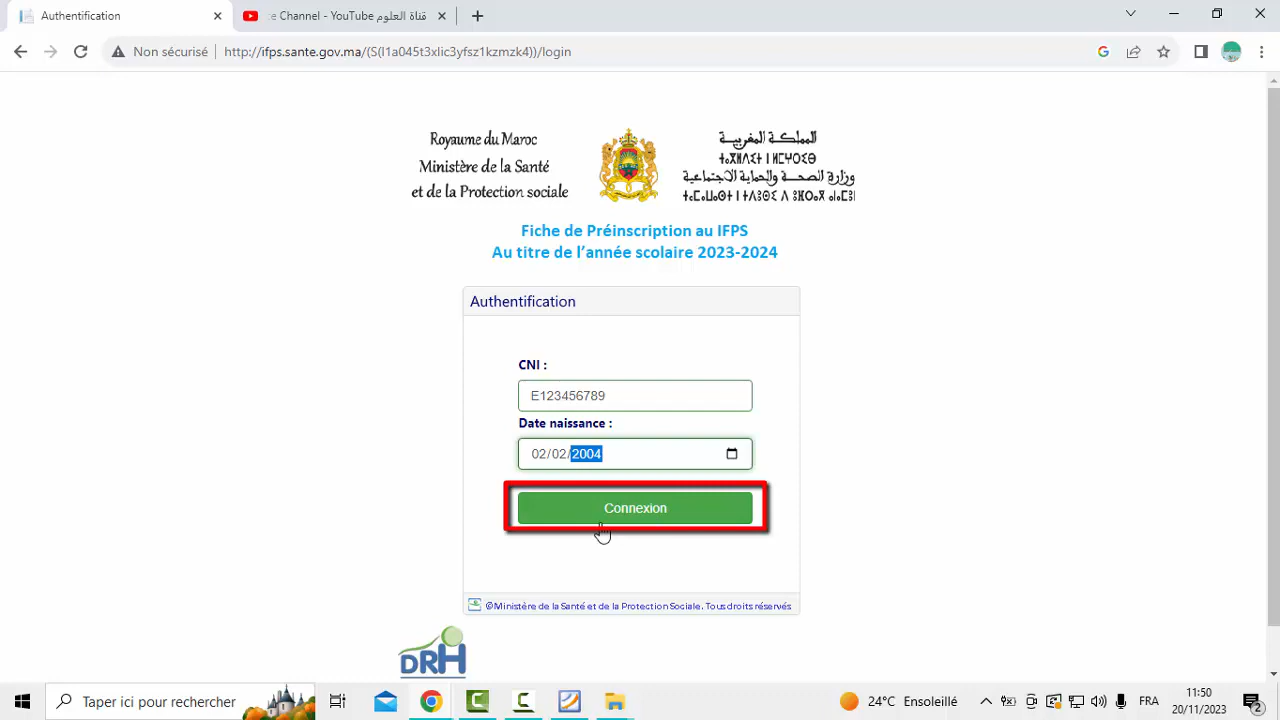 Authentification
ce Channel - YouTube قناة العلوم
Non sécurisé
http://ifps.sante.gov.ma/(S(l1a045t3xlic3yfsz1kzmzk4))/login
Royaume du Maroc
Ministère de la Santé
et de la Protection sociale
المملكة المغربية
ⵜⴰⴳⵍⴷⵉⵜ ⵏ ⵍⵎⵖⵔⵉⴱ
وزارة الصحة والحماية الاجتماعية
Fiche de Préinscription au IFPS
Au titre de l'année scolaire 2023-2024
Authentification
CNI :
E123456789
Date naissance :
02/02/2004
Connexion
©Ministère de la Santé et de la Protection Sociale. Tous droits réservés
DRH
Taper ici pour rechercher
24°C Ensoleillé
FRA
11:50
20/11/2023
2